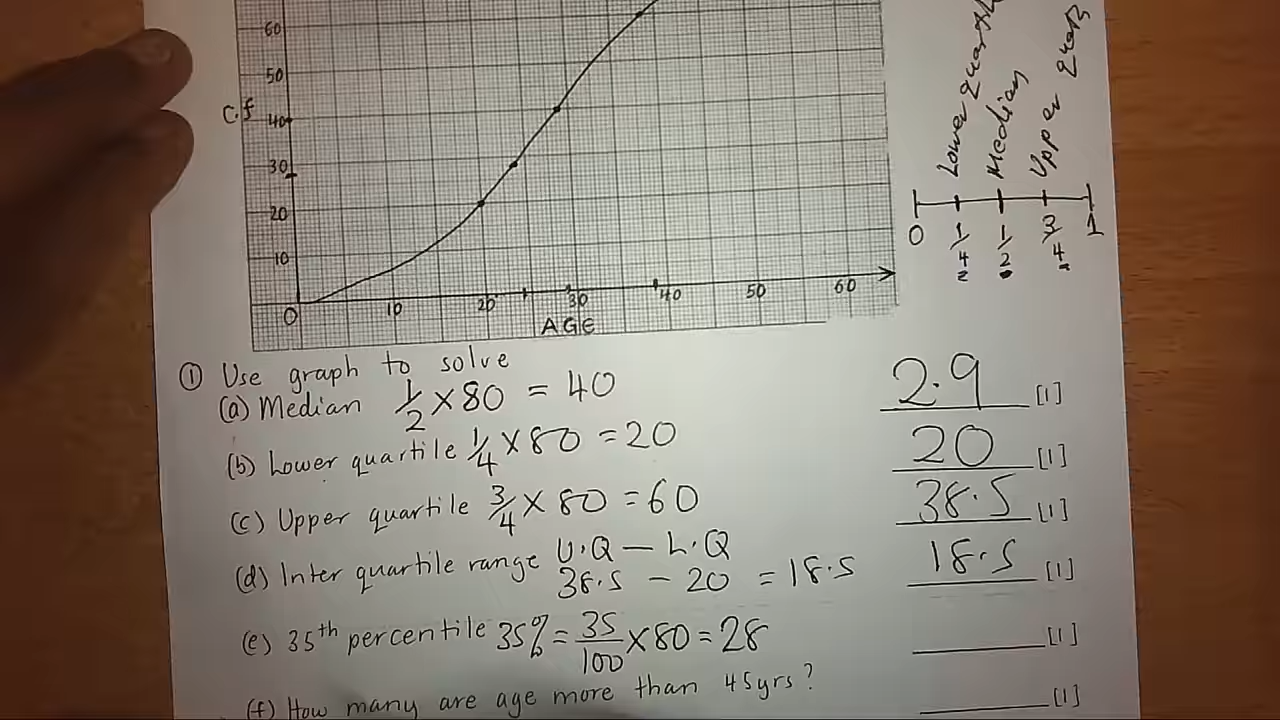 60
50
C.f
40
30
20
10
0 10 20 30 40 50 60
AGE
Lower
Median
Upper
0 1/4 1/2 3/4 1
① Use graph to solve
(a) Median 1/2 × 80 = 40 2.9 [1]
(b) Lower quartile 1/4 × 80 = 20 20 [1]
(c) Upper quartile 3/4 × 80 = 60 38.5 [1]
(d) Inter quartile range U.Q — L.Q
38.5 — 20 = 18.5 18.5 [1]
(e) 35th percentile 35% = 35/100 × 80 = 28 [1]
(f) How many are age more than 45yrs? [1]